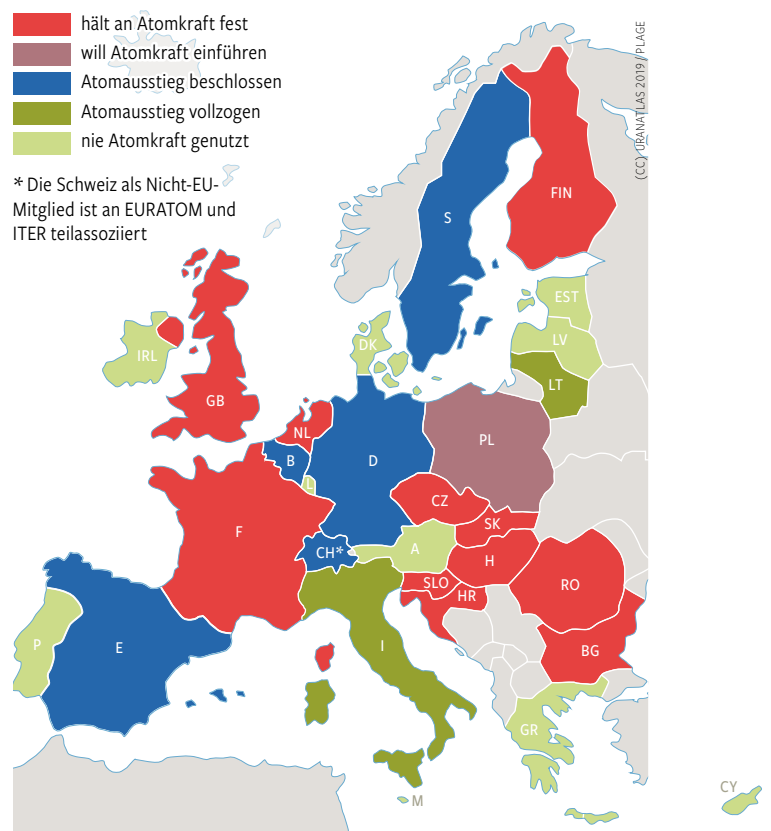 hält an Atomkraft fest
will Atomkraft einführen
Atomausstieg beschlossen
Atomausstieg vollzogen
nie Atomkraft genutzt
* Die Schweiz als Nicht-EU-
Mitglied ist an EURATOM und
ITER teilassoziiert
(CC) URANATLAS 2019 / PLAGE
FIN
S
EST
LV
LT
DK
IRL
GB
NL
B
L
D
PL
CZ
SK
F
CH*
A
H
SLO
HR
RO
BG
P
E
I
GR
M
CY